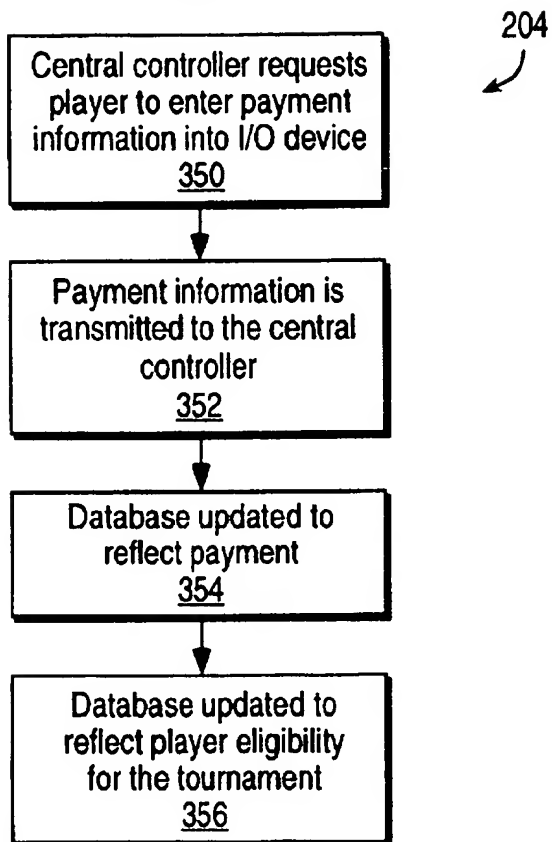 204
Central controller requests
player to enter payment
information into I/O device
350
Payment information is
transmitted to the central
controller
352
Database updated to
reflect payment
354
Database updated to
reflect player eligibility
for the tournament
356